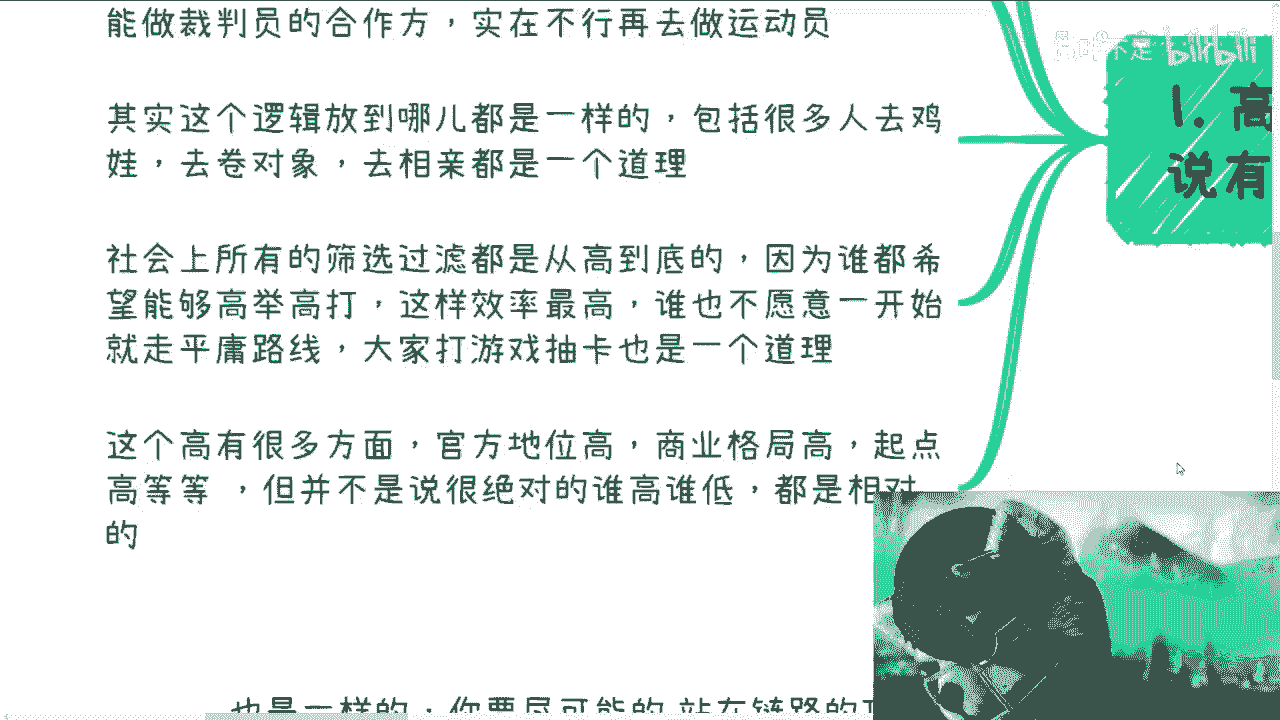 能做裁判员的合作方，实在不行再去做运动员
其实这个逻辑放到哪儿都是一样的，包括很多人去鸡
娃，去卷对象，去相亲都是一个道理
社会上所有的筛选过滤都是从高到底的，因为谁都希
望能够高举高打，这样效率最高，谁也不愿意一开始
就走平庸路线，大家打游戏抽卡也是一个道理
这个高有很多方面，官方地位高，商业格局高，起点
高等等 ，但并不是说很绝对的谁高谁低，都是相对
的
也是一样的，你要尽可能的 站在链路的
1. 高
说有
bilibili